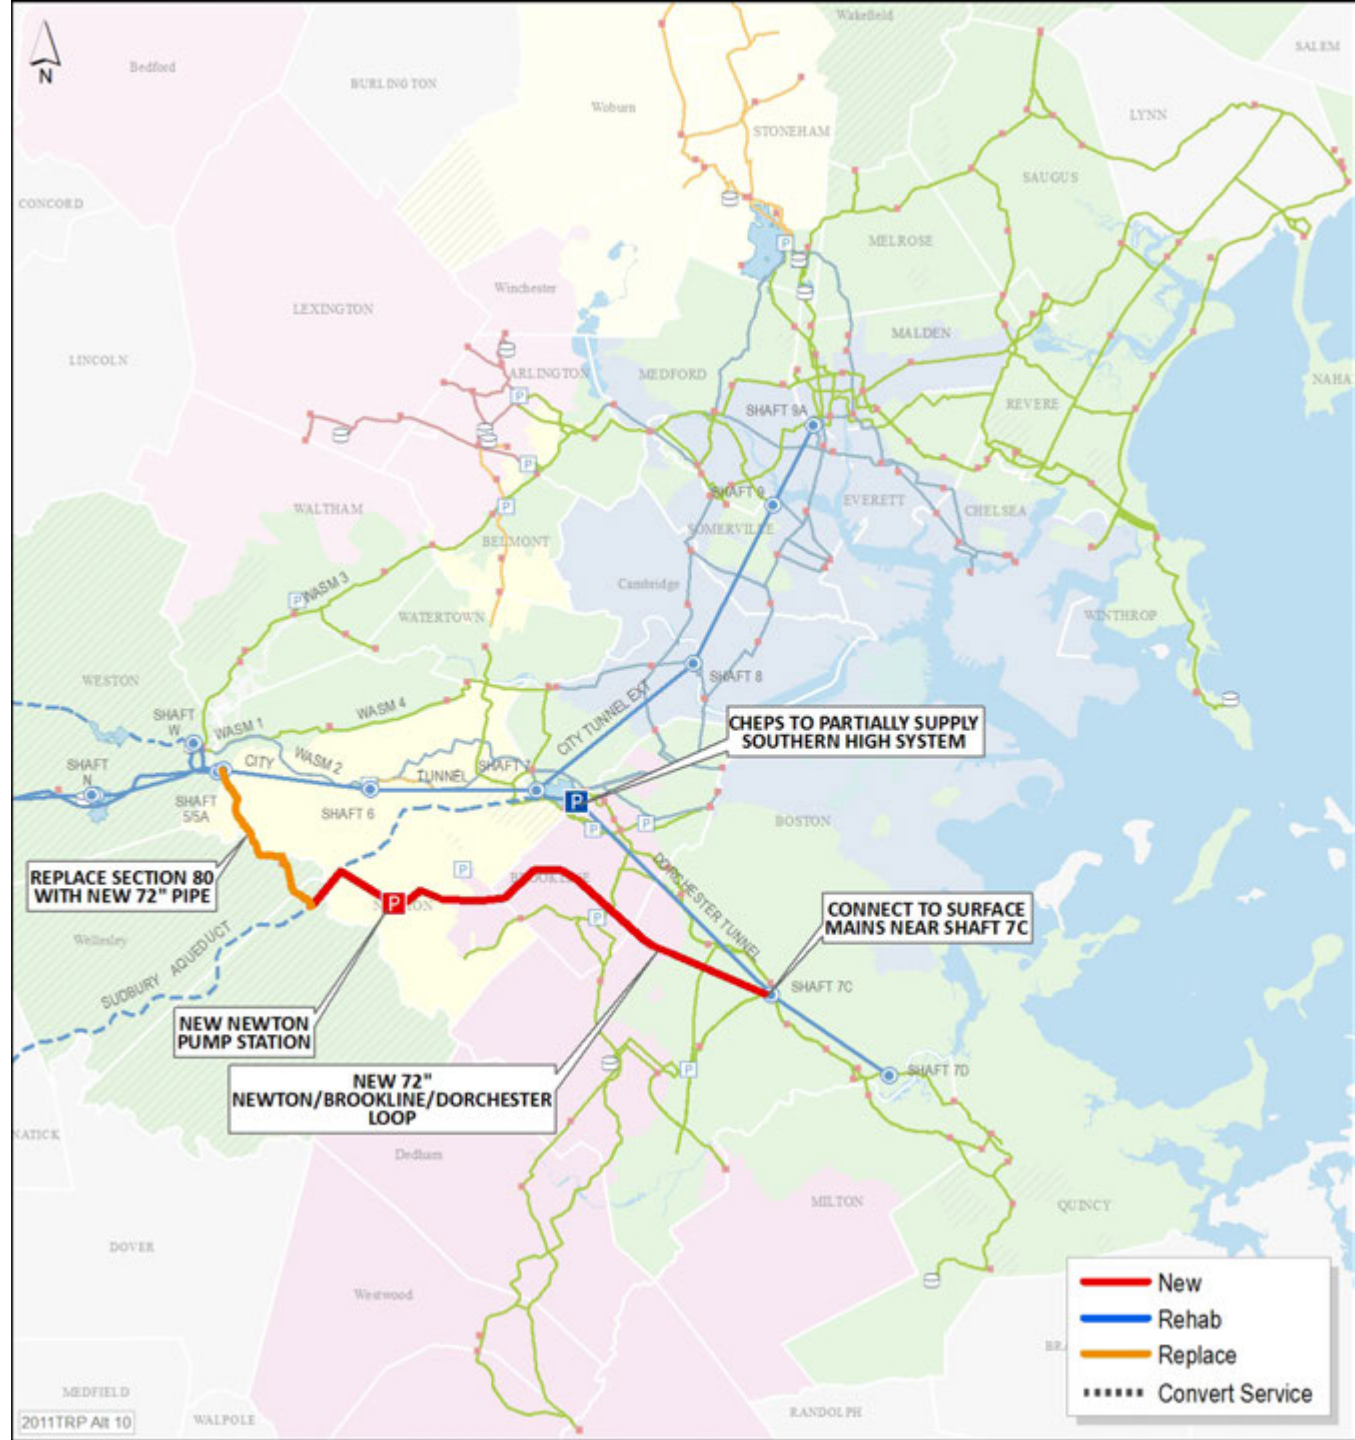 Wakefield
N
Bedford
BURLINGTON
Woburn
STONEHAM
SALEM
LYNN
SAUGUS
CONCORD
MELROSE
Winchester
LEXINGTON
MALDEN
LINCOLN
ARLINGTON
MEDFORD
NAHA
SHAFT 9A
REVERE
SHAFT 9
EVERETT
WALTHAM
CHELSEA
SOMERVILLE
BELMONT
Cambridge
WASM 3
WATERTOWN
WINTHROP
WESTON
SHAFT 8
SHAFT
W
WASM 1
WASM 4
CITY TUNNEL EXT
CHEPS TO PARTIALLY SUPPLY
SOUTHERN HIGH SYSTEM
SHAFT
N
CITY
WASM 2
TUNNEL
SHAFT 7
SHAFT
5/5A
SHAFT 6
P
BOSTON
REPLACE SECTION 80
WITH NEW 72" PIPE
DORCHESTER TUNNEL
BROOKLINE
P
NEWTON
CONNECT TO SURFACE
MAINS NEAR SHAFT 7C
Wellesley
SUDBURY AQUEDUCT
SHAFT 7C
NEW NEWTON
PUMP STATION
NEW 72"
NEWTON/BROOKLINE/DORCHESTER
LOOP
SHAFT 7D
NATICK
Dedham
MILTON
QUINCY
DOVER
Westwood
New
Rehab
Replace
Convert Service
BRA
MEDFIELD
WALPOLE
RANDOLPH
2011TRP Alt 10